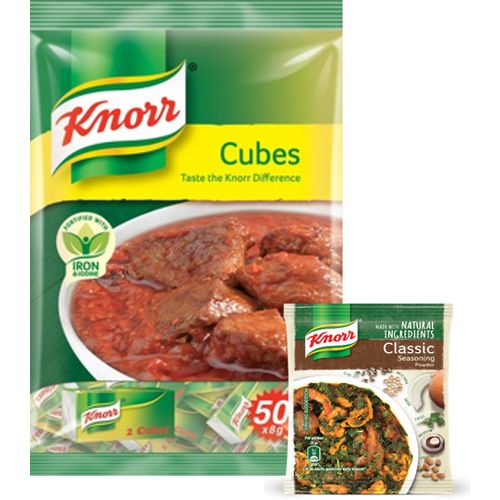 Knorr
®
Cubes
Taste the Knorr Difference
FORTIFIED WITH
IRON
& IODINE
Knorr
2 Cubes
50
x8g
Knorr
MADE WITH NATURAL
INGREDIENTS
Classic
Seasoning
Powder